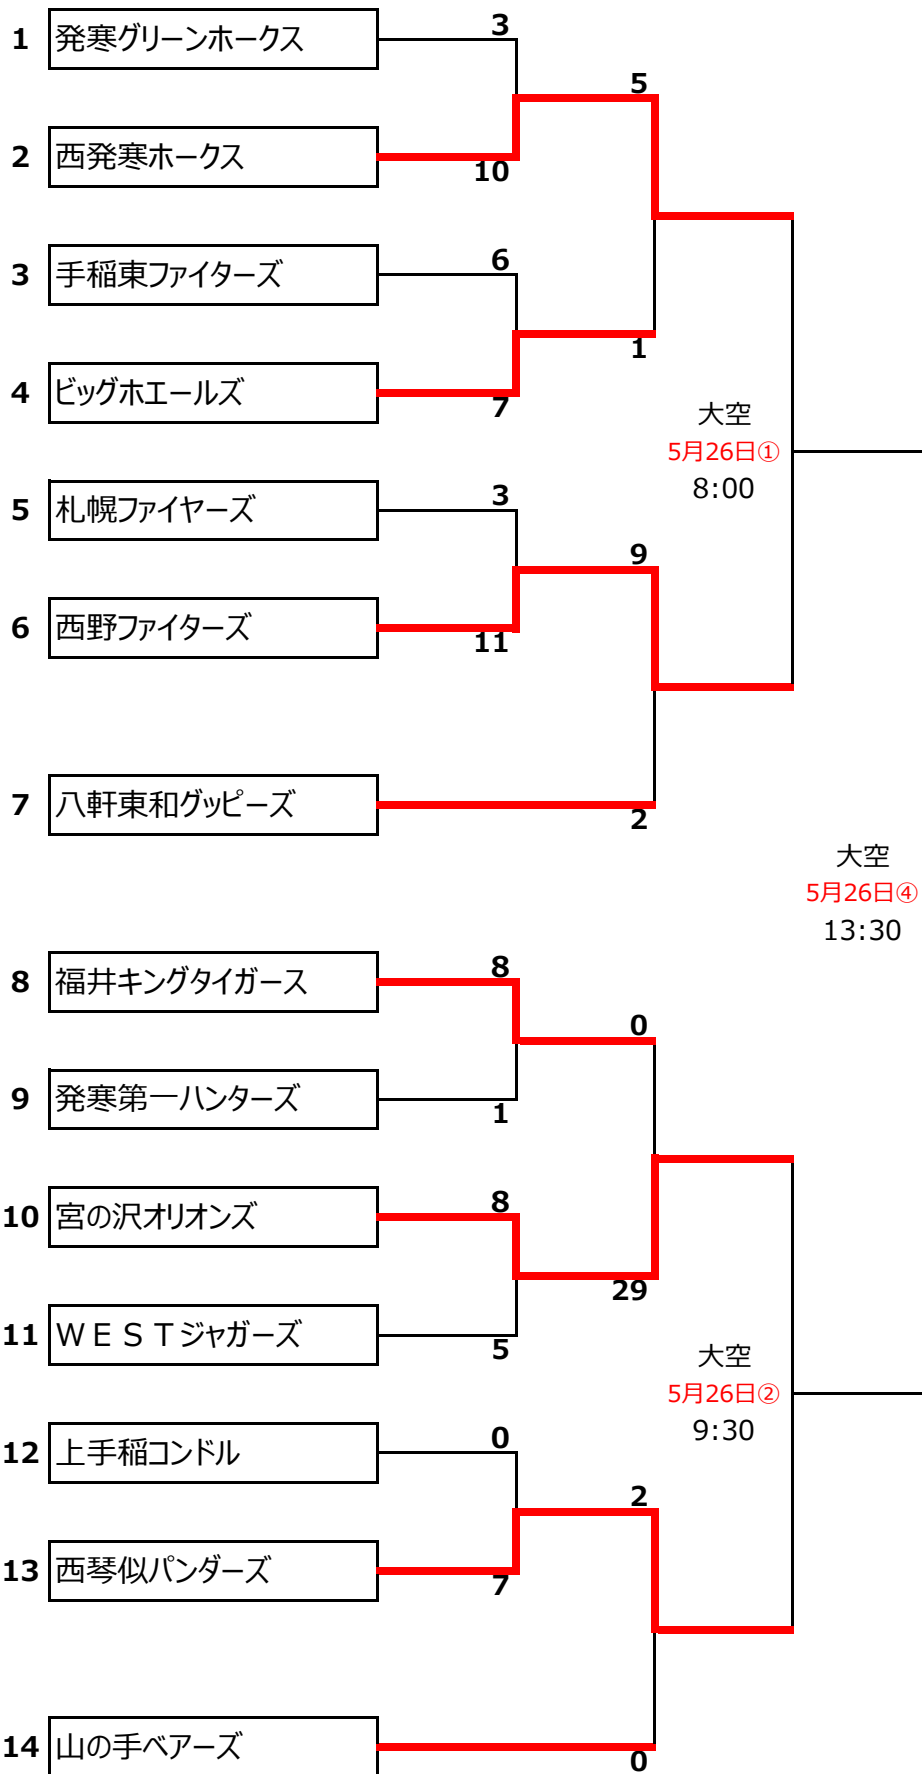 3
1 発寒グリーンホークス
5
2 西発寒ホークス
10
6
3 手稲東ファイターズ
1
4 ビッグホエールズ
7
大空
5月26日①
8:00
3
5 札幌ファイヤーズ
9
6 西野ファイターズ
11
7 八軒東和グッピーズ
2
大空
5月26日④
13:30
8
8 福井キングタイガース
0
9 発寒第一ハンターズ
1
8
10 宮の沢オリオンズ
29
11 ＷＥＳＴジャガーズ
5
大空
5月26日②
9:30
0
12 上手稲コンドル
2
13 西琴似パンダーズ
7
14 山の手ベアーズ
0